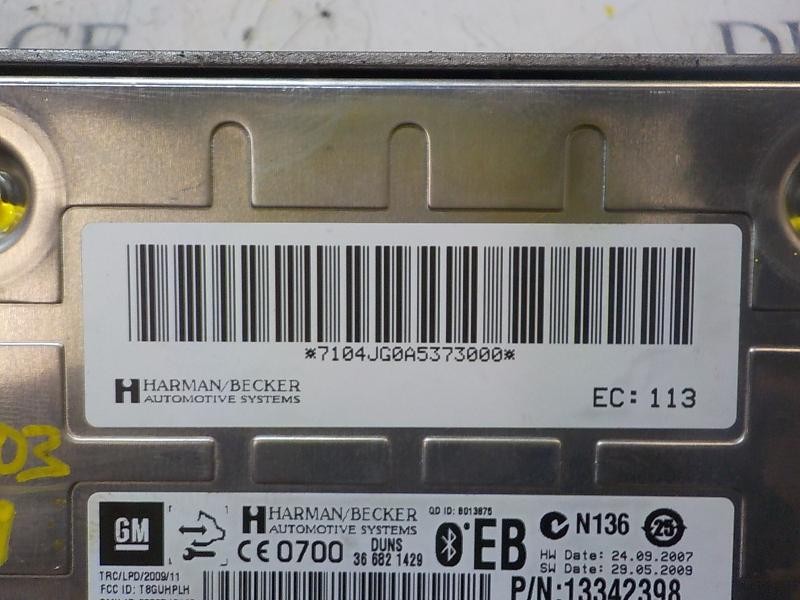 *7104JG0A5373000*
HARMAN/BECKER
AUTOMOTIVE SYSTEMS
EC: 113
03
GM
HARMAN/BECKER
AUTOMOTIVE SYSTEMS
QD ID: B013875
CE 0700
DUNS
36 682 1429
EB
N136
25
HW Date: 24.09.2007
SW Date: 29.05.2009
TRC/LPD/2009/11
FCC ID: T8GUHPLH
P/N:13342398